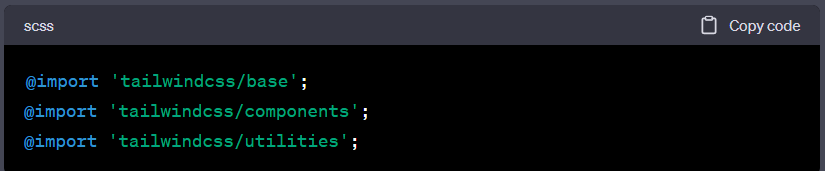 scss
Copy code
@import 'tailwindcss/base';
@import 'tailwindcss/components';
@import 'tailwindcss/utilities';